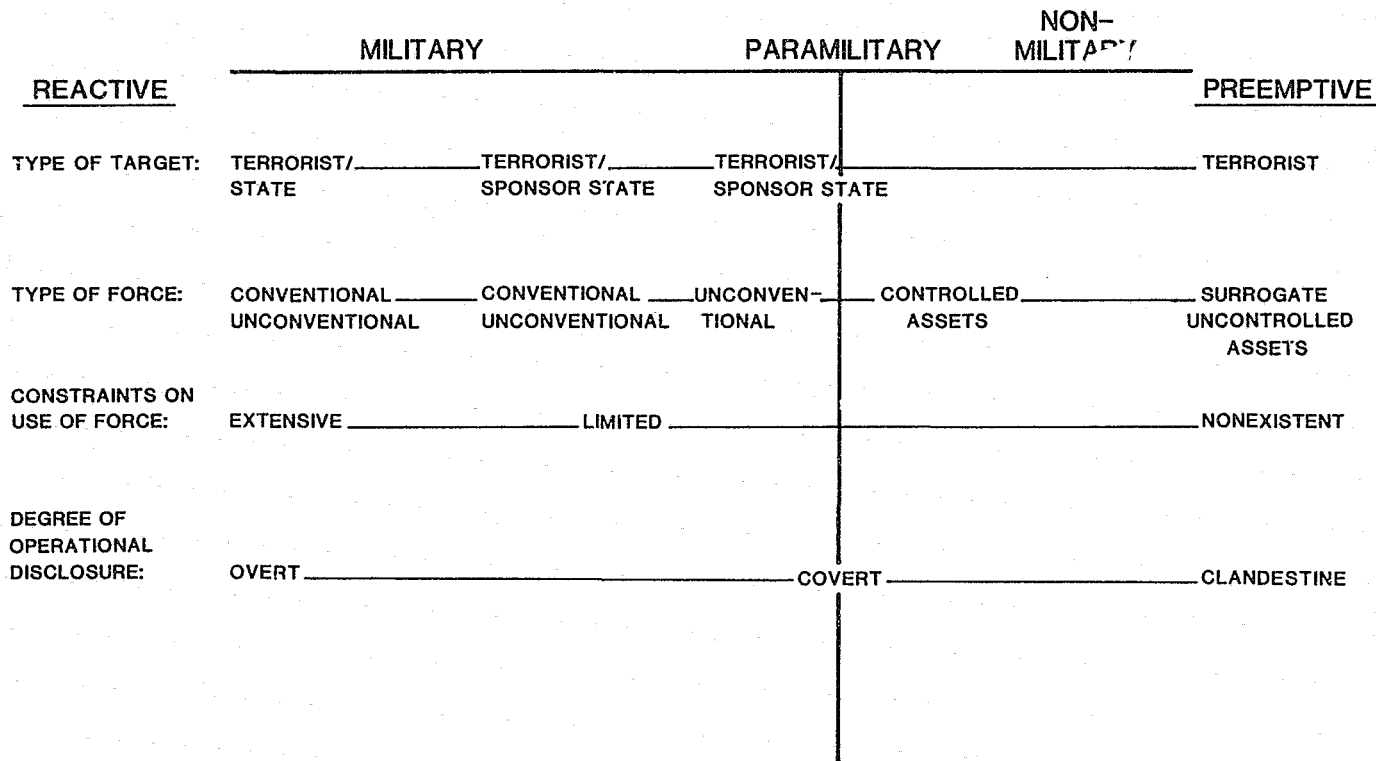 NON-
MILITARY PARAMILITARY
REACTIVE PREEMPTIVE
TYPE OF TARGET: TERRORIST/ TERRORIST/ TERRORIST/ TERRORIST
STATE SPONSOR STATE SPONSOR STATE
TYPE OF FORCE: CONVENTIONAL CONVENTIONAL UNCONVEN- CONTROLLED SURROGATE
UNCONVENTIONAL UNCONVENTIONAL TIONAL ASSETS UNCONTROLLED
ASSETS
CONSTRAINTS ON
USE OF FORCE: EXTENSIVE LIMITED NONEXISTENT
DEGREE OF
OPERATIONAL
DISCLOSURE: OVERT COVERT CLANDESTINE